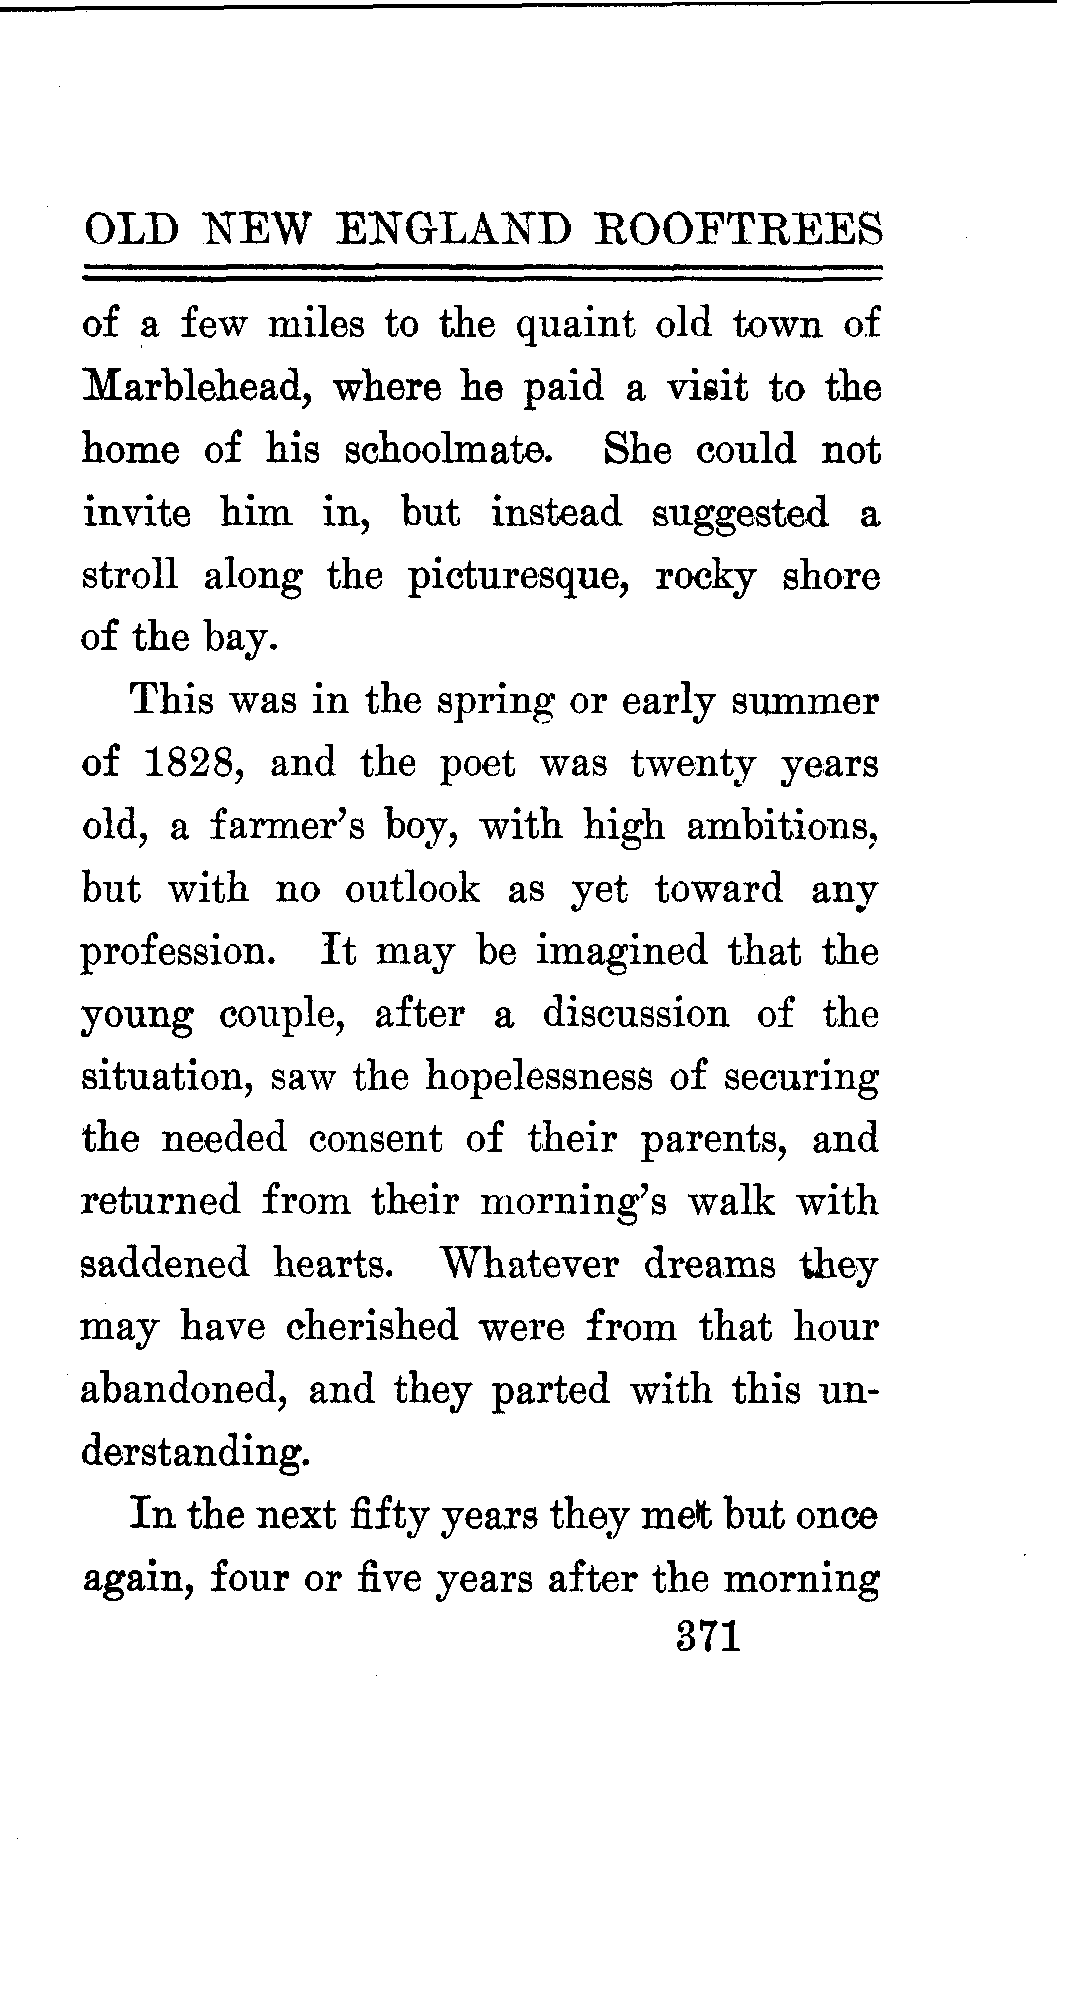 OLD NEW ENGLAND ROOFTREES
of a few miles to the quaint old town of
Marblehead, where he paid a visit to the
home of his schoolmate. She could not
invite him in, but instead suggested a
stroll along the picturesque, rocky shore
of the bay.
This was in the spring or early summer
of 1828, and the poet was twenty years
old, a farmer's boy, with high ambitions,
but with no outlook as yet toward any
profession. It may be imagined that the
young couple, after a discussion of the
situation, saw the hopelessness of securing
the needed consent of their parents, and
returned from their morning's walk with
saddened hearts. Whatever dreams they
may have cherished were from that hour
abandoned, and they parted with this un-
derstanding.
In the next fifty years they met but once
again, four or five years after the morning
371